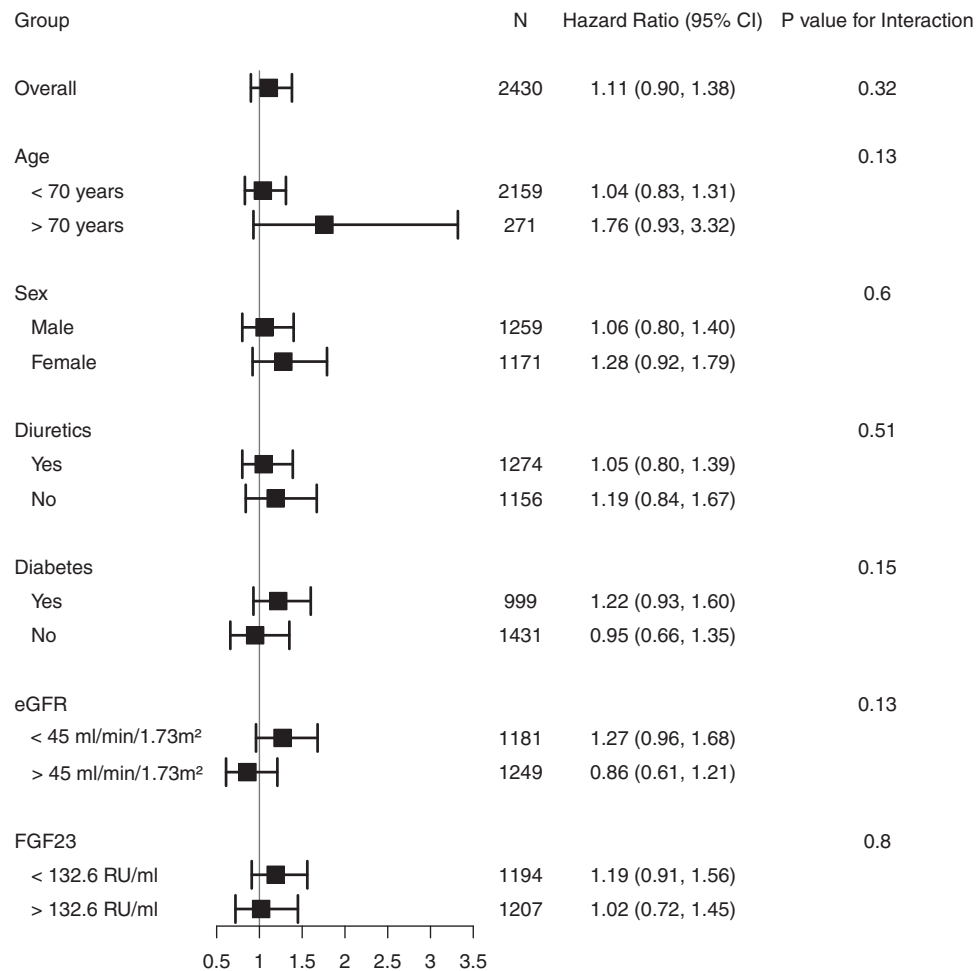 Group N Hazard Ratio (95% CI) P value for Interaction
Overall 2430 1.11 (0.90, 1.38) 0.32
Age 0.13
< 70 years 2159 1.04 (0.83, 1.31)
> 70 years 271 1.76 (0.93, 3.32)
Sex 0.6
Male 1259 1.06 (0.80, 1.40)
Female 1171 1.28 (0.92, 1.79)
Diuretics 0.51
Yes 1274 1.05 (0.80, 1.39)
No 1156 1.19 (0.84, 1.67)
Diabetes 0.15
Yes 999 1.22 (0.93, 1.60)
No 1431 0.95 (0.66, 1.35)
eGFR 0.13
< 45 ml/min/1.73m² 1181 1.27 (0.96, 1.68)
> 45 ml/min/1.73m² 1249 0.86 (0.61, 1.21)
FGF23 0.8
< 132.6 RU/ml 1194 1.19 (0.91, 1.56)
> 132.6 RU/ml 1207 1.02 (0.72, 1.45)
0.5 1 1.5 2 2.5 3 3.5